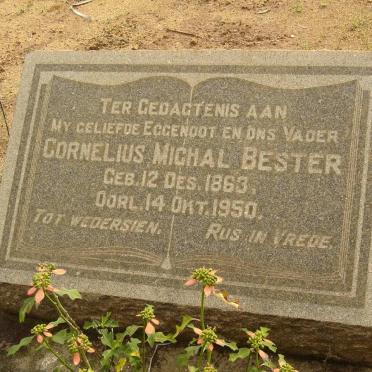 TER GEDAGTENIS AAN
MY GELIEFDE EGGENOOT EN ONS VADER
CORNELIUS MICHAL BESTER
GEB. 12 DES. 1863.
OORL. 14 OKT. 1950.
TOT WEDERSIEN. RUS IN VREDE.